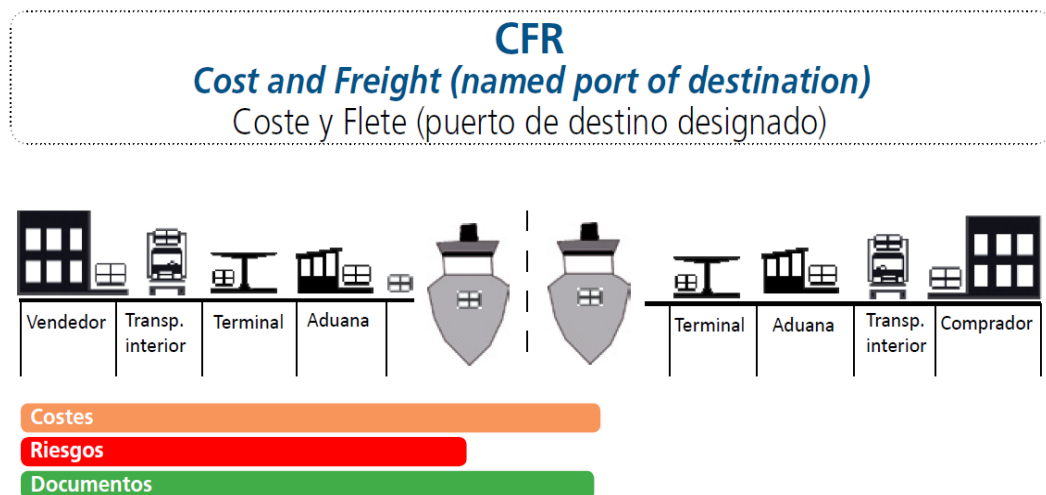 CFR
Cost and Freight (named port of destination)
Coste y Flete (puerto de destino designado)
Vendedor
Transp. interior
Terminal
Aduana
Terminal
Aduana
Transp. interior
Comprador
Costes
Riesgos
Documentos